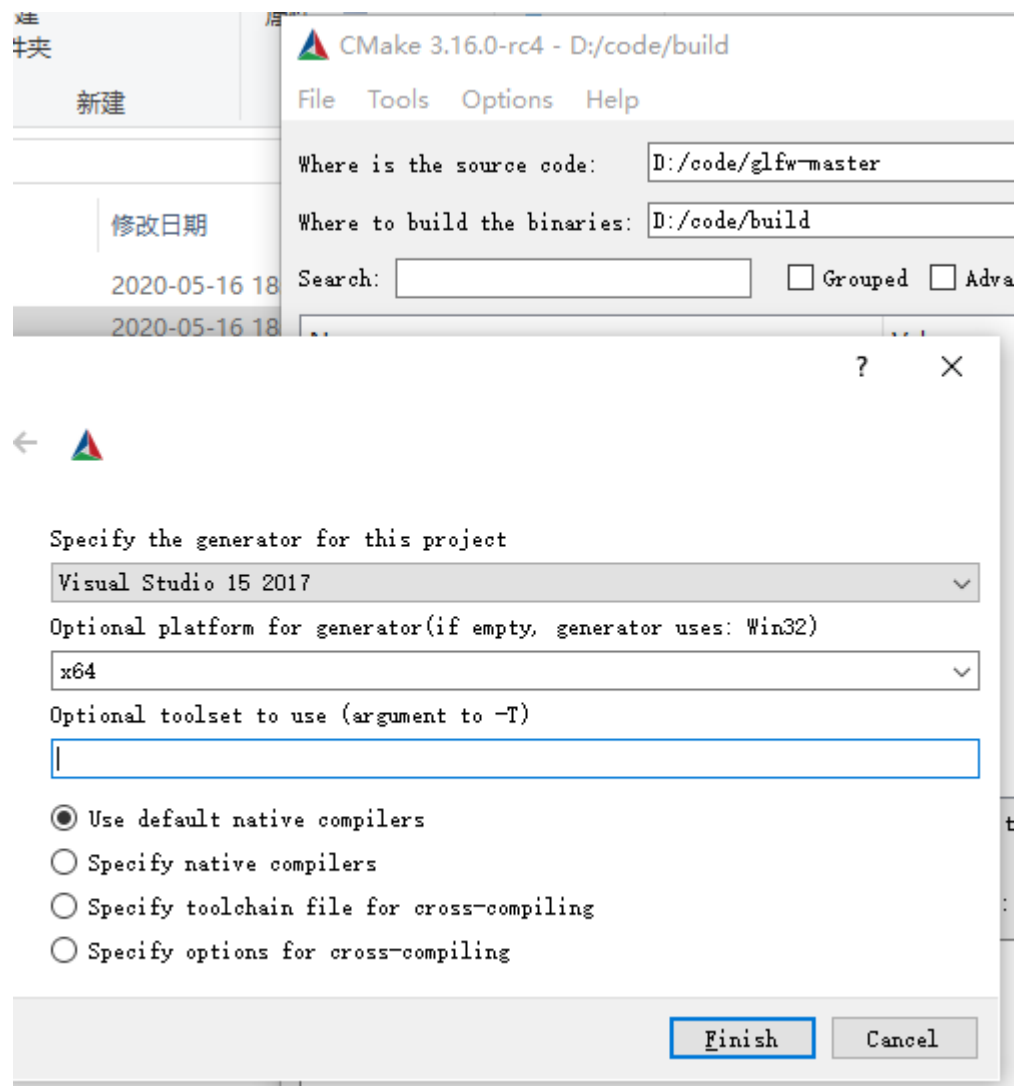 件夹
新建
CMake 3.16.0-rc4 - D:/code/build
File Tools Options Help
Where is the source code: D:/code/glfw-master
Where to build the binaries: D:/code/build
修改日期
Search: Grouped
2020-05-16 18
2020-05-16 18
?
Specify the generator for this project
Visual Studio 15 2017
Optional platform for generator(if empty, generator uses: Win32)
x64
Optional toolset to use (argument to -T)
Use default native compilers
Specify native compilers
Specify toolchain file for cross-compiling
Specify options for cross-compiling
Finish Cancel